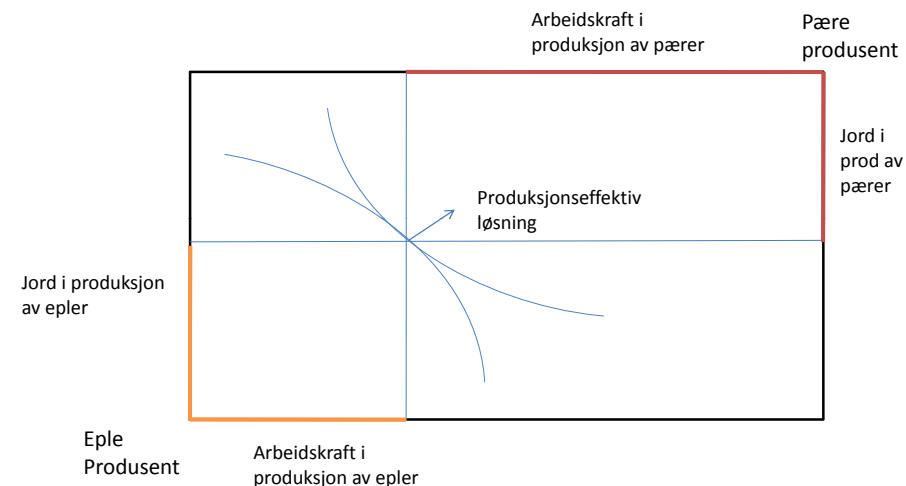 Arbeidskraft i
produksjon av pærer
Pære
produsent
Jord i
prod av
pærer
Produksjonseffektiv
løsning
Jord i produksjon
av epler
Eple
Produsent
Arbeidskraft i
produksjon av epler